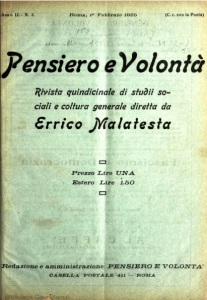 Anno II - N. 3
Roma, 1° Febbraio 1925
(C. c. con la Posta)
Pensiero e Volontà
Rivista quindicinale di studii so-
ciali e coltura generale diretta da
Errico Malatesta
Prezzo Lire UNA
Estero Lire 1.50
Redazione e amministrazione PENSIERO E VOLONTA'
CASELLA POSTALE 411 - ROMA